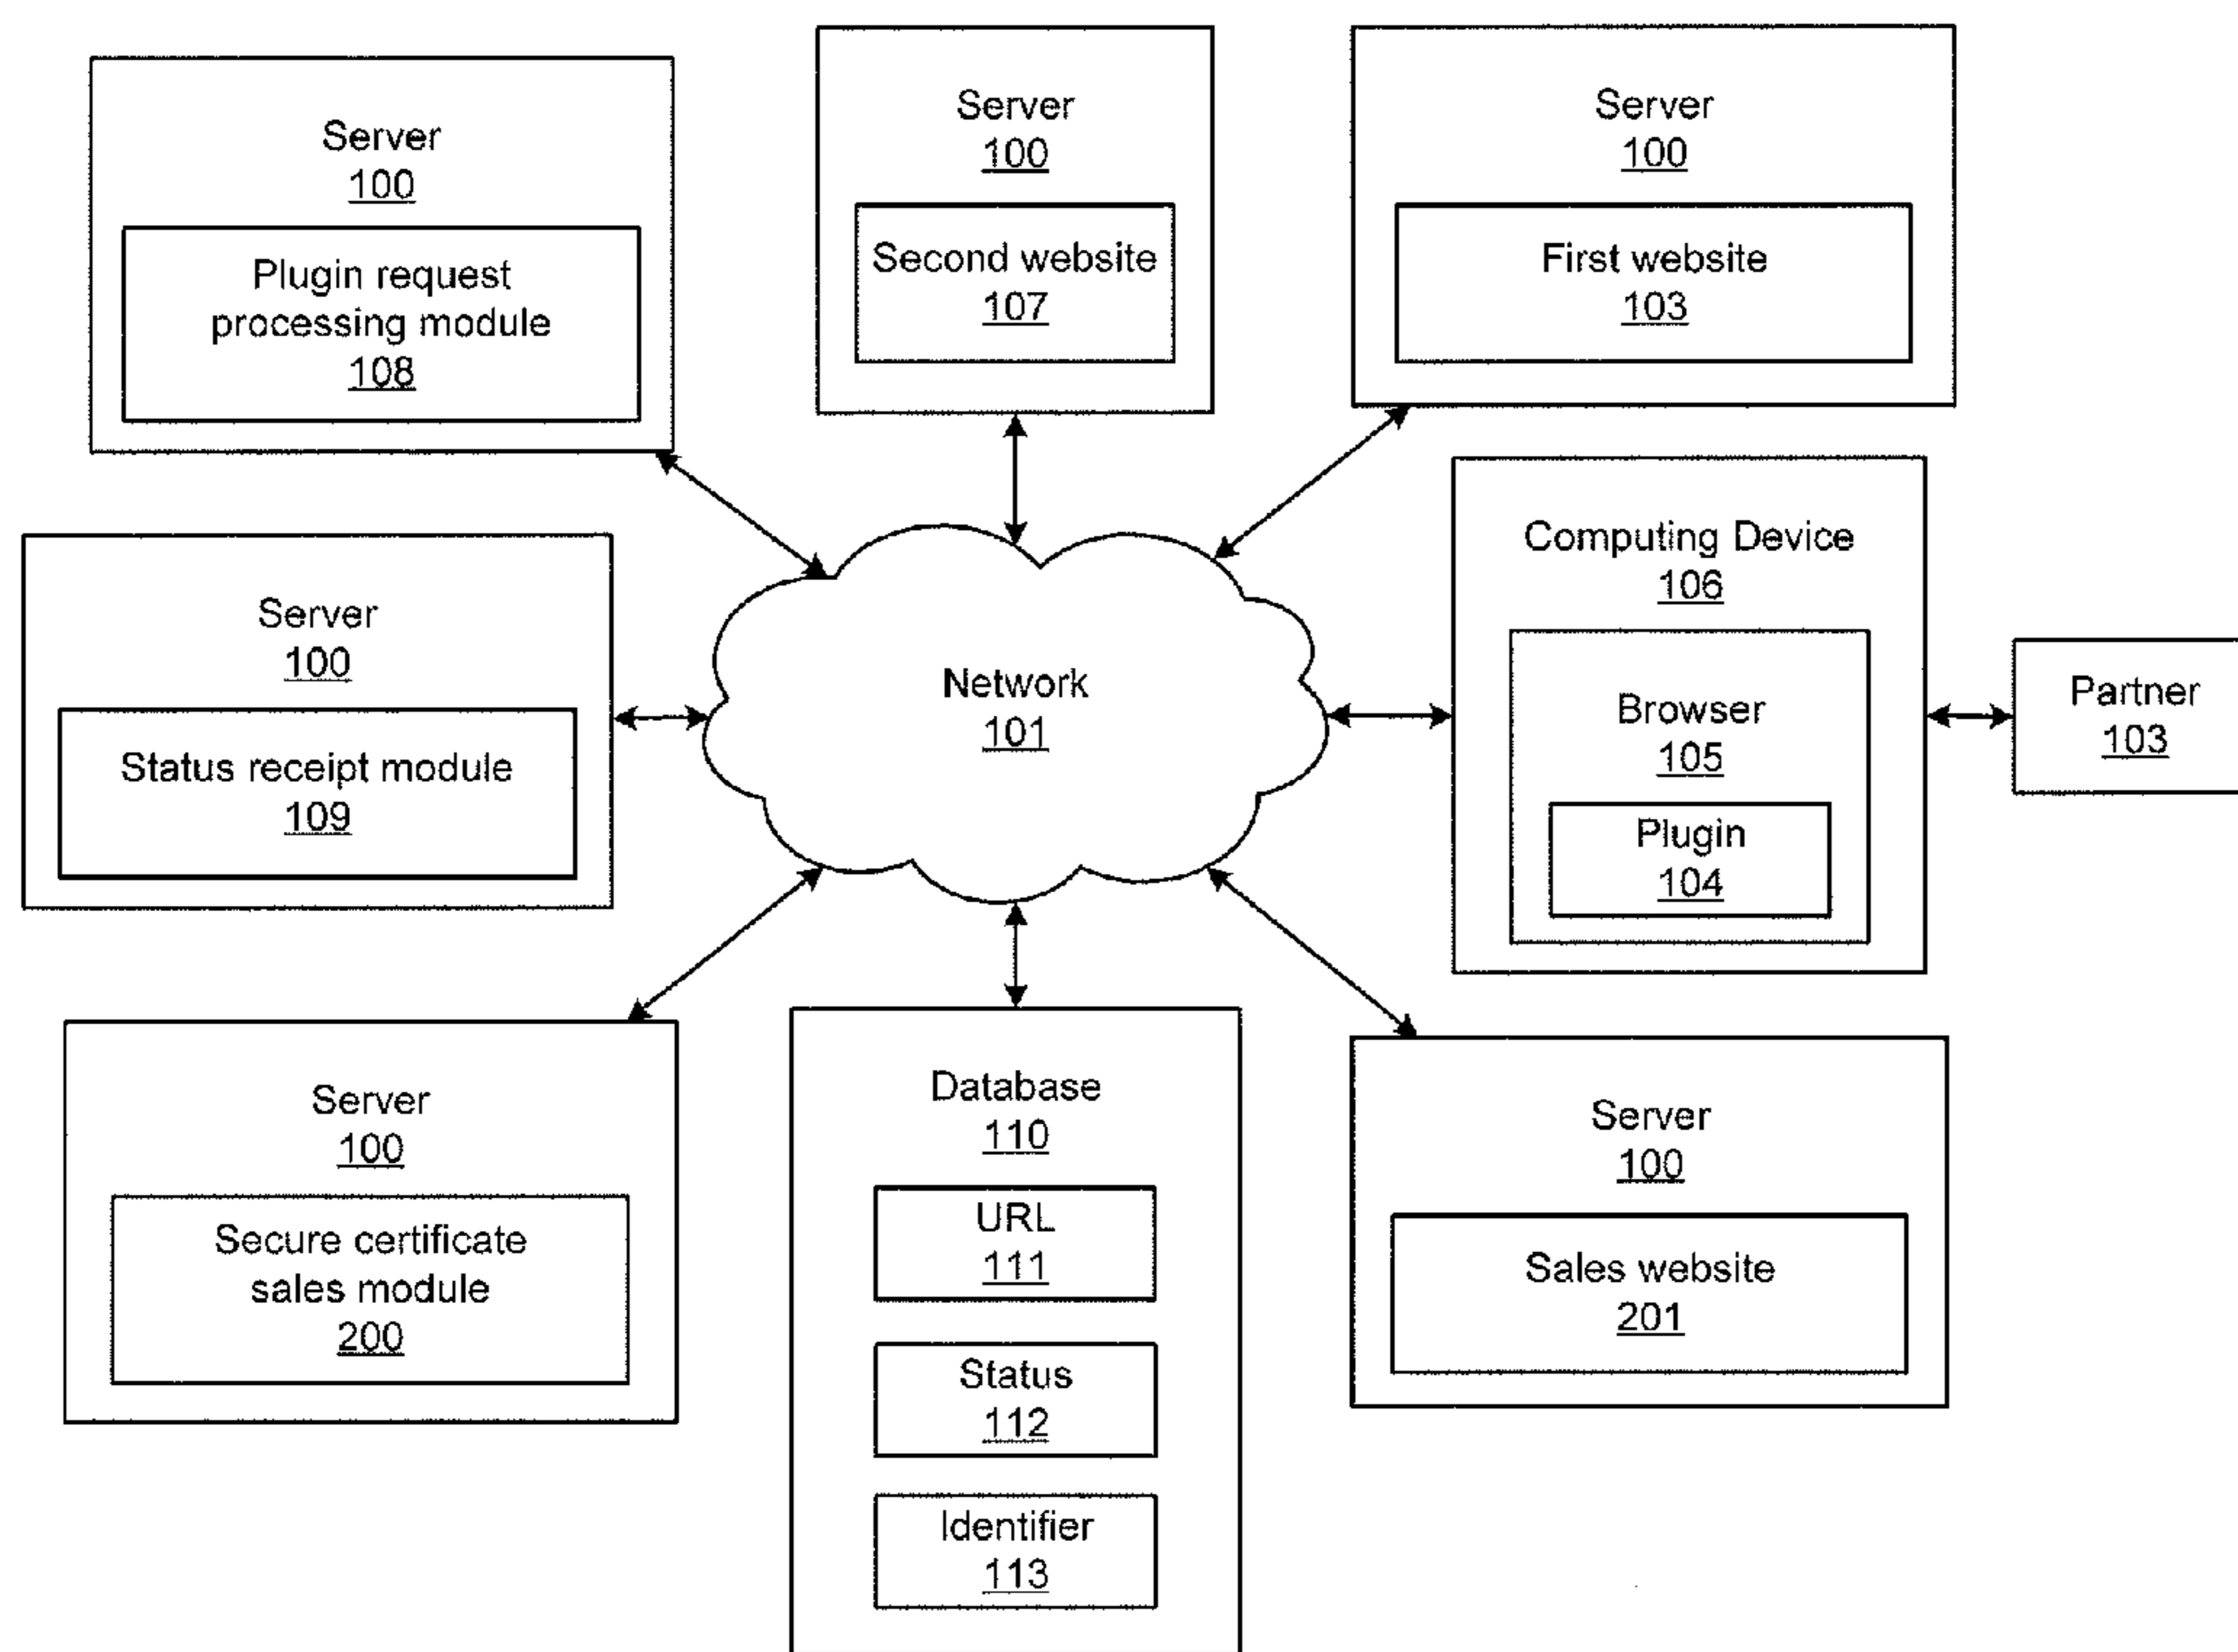 Server
100
Plugin request
processing module
108
Server
100
Second website
107
Server
100
First website
103
Server
100
Status receipt module
109
Network
101
Computing Device
106
Browser
105
Plugin
104
Partner
103
Server
100
Secure certificate
sales module
200
Database
110
URL
111
Status
112
Identifier
113
Server
100
Sales website
201